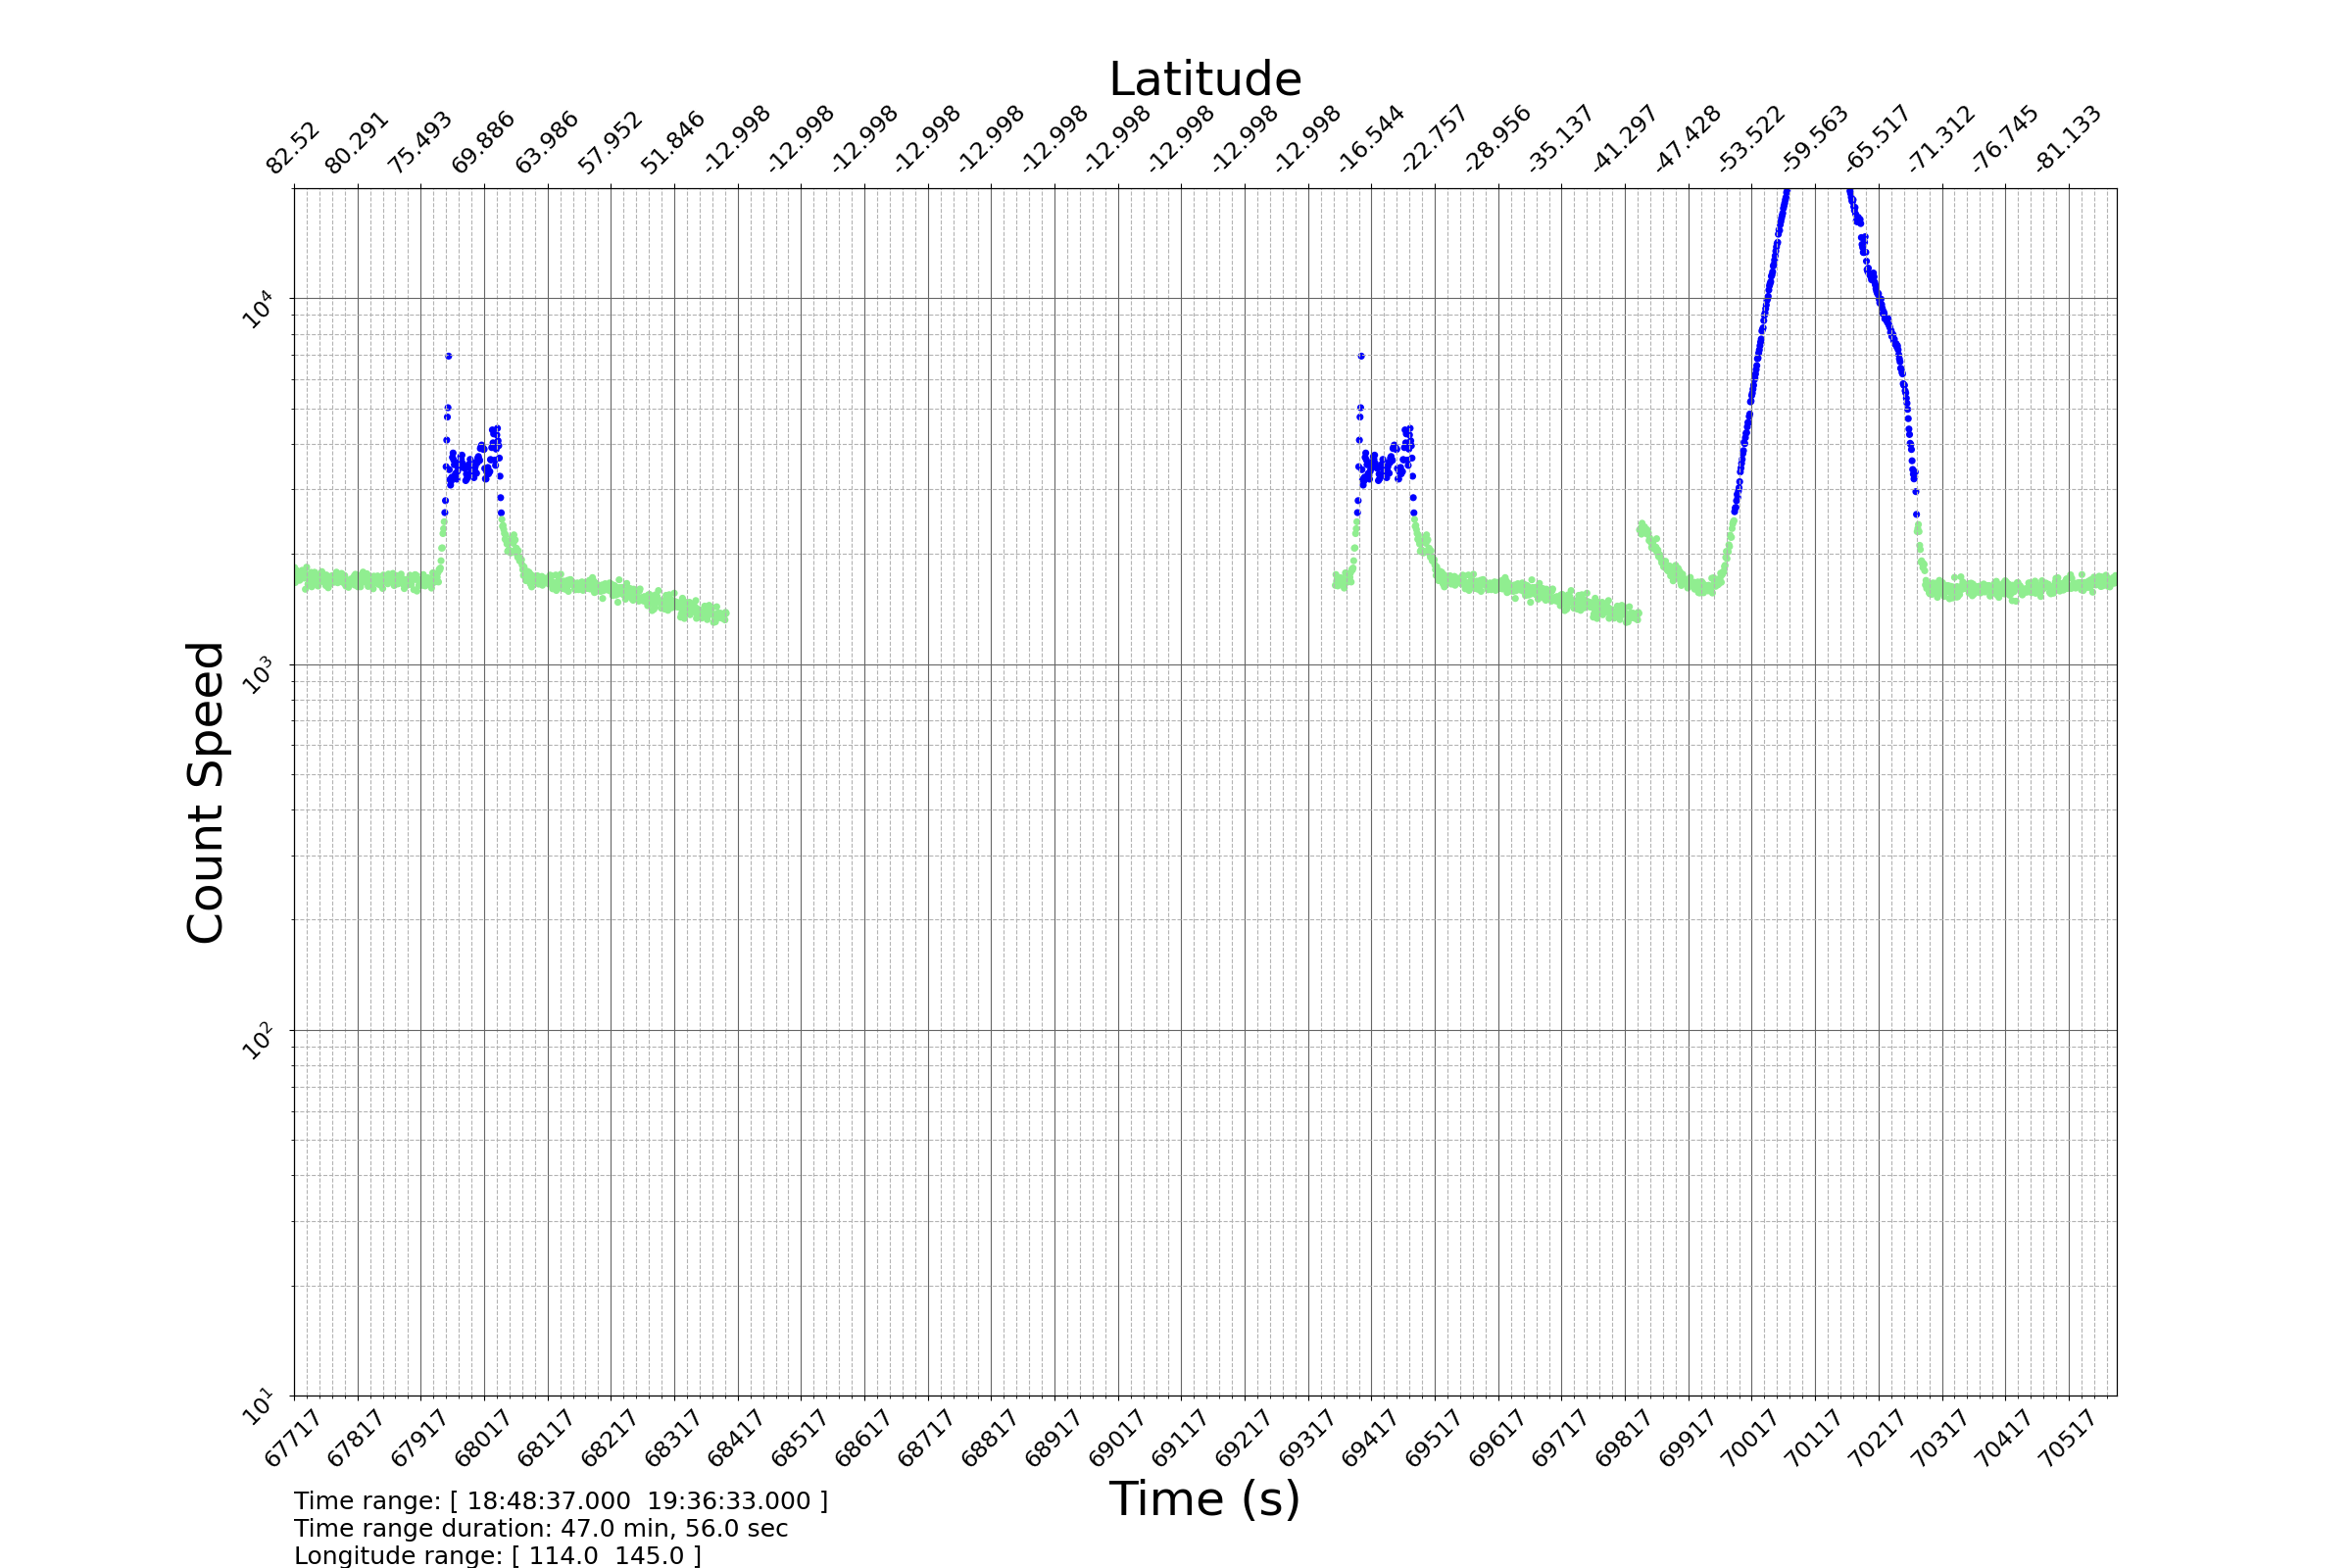 Latitude
82.52 80.291 75.493 69.886 63.986 57.952 51.846 -12.998 -12.998 -12.998 -12.998 -12.998 -12.998 -12.998 -12.998 -12.998 -12.998 -16.544 -22.757 -28.956 -35.137 -41.297 -47.428 -53.522 -59.563 -65.517 -71.312 -76.745 -81.133
10^4
10^3
Count Speed
10^2
10^1
67717 67817 67917 68017 68117 68217 68317 68417 68517 68617 68717 68817 68917 69017 69117 69217 69317 69417 69517 69617 69717 69817 69917 70017 70117 70217 70317 70417 70517
Time (s)
Time range: [ 18:48:37.000  19:36:33.000 ]
Time range duration: 47.0 min, 56.0 sec
Longitude range: [ 114.0  145.0 ]